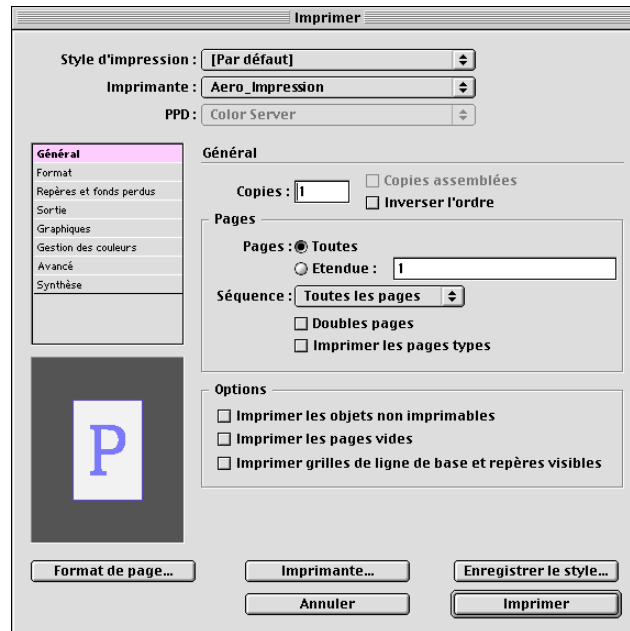 Imprimer
Style d'impression : [Par défaut]
Imprimante : Aero_Impression
PPD : Color Server
Général
Format
Repères et fonds perdus
Sortie
Graphiques
Gestion des couleurs
Avancé
Synthèse
Général
Copies : 1
Copies assemblées
Inverser l'ordre
Pages
Pages : Toutes
Etendue : 1
Séquence : Toutes les pages
Doubles pages
Imprimer les pages types
P
Options
Imprimer les objets non imprimables
Imprimer les pages vides
Imprimer grilles de ligne de base et repères visibles
Format de page... Imprimante... Enregistrer le style...
Annuler Imprimer